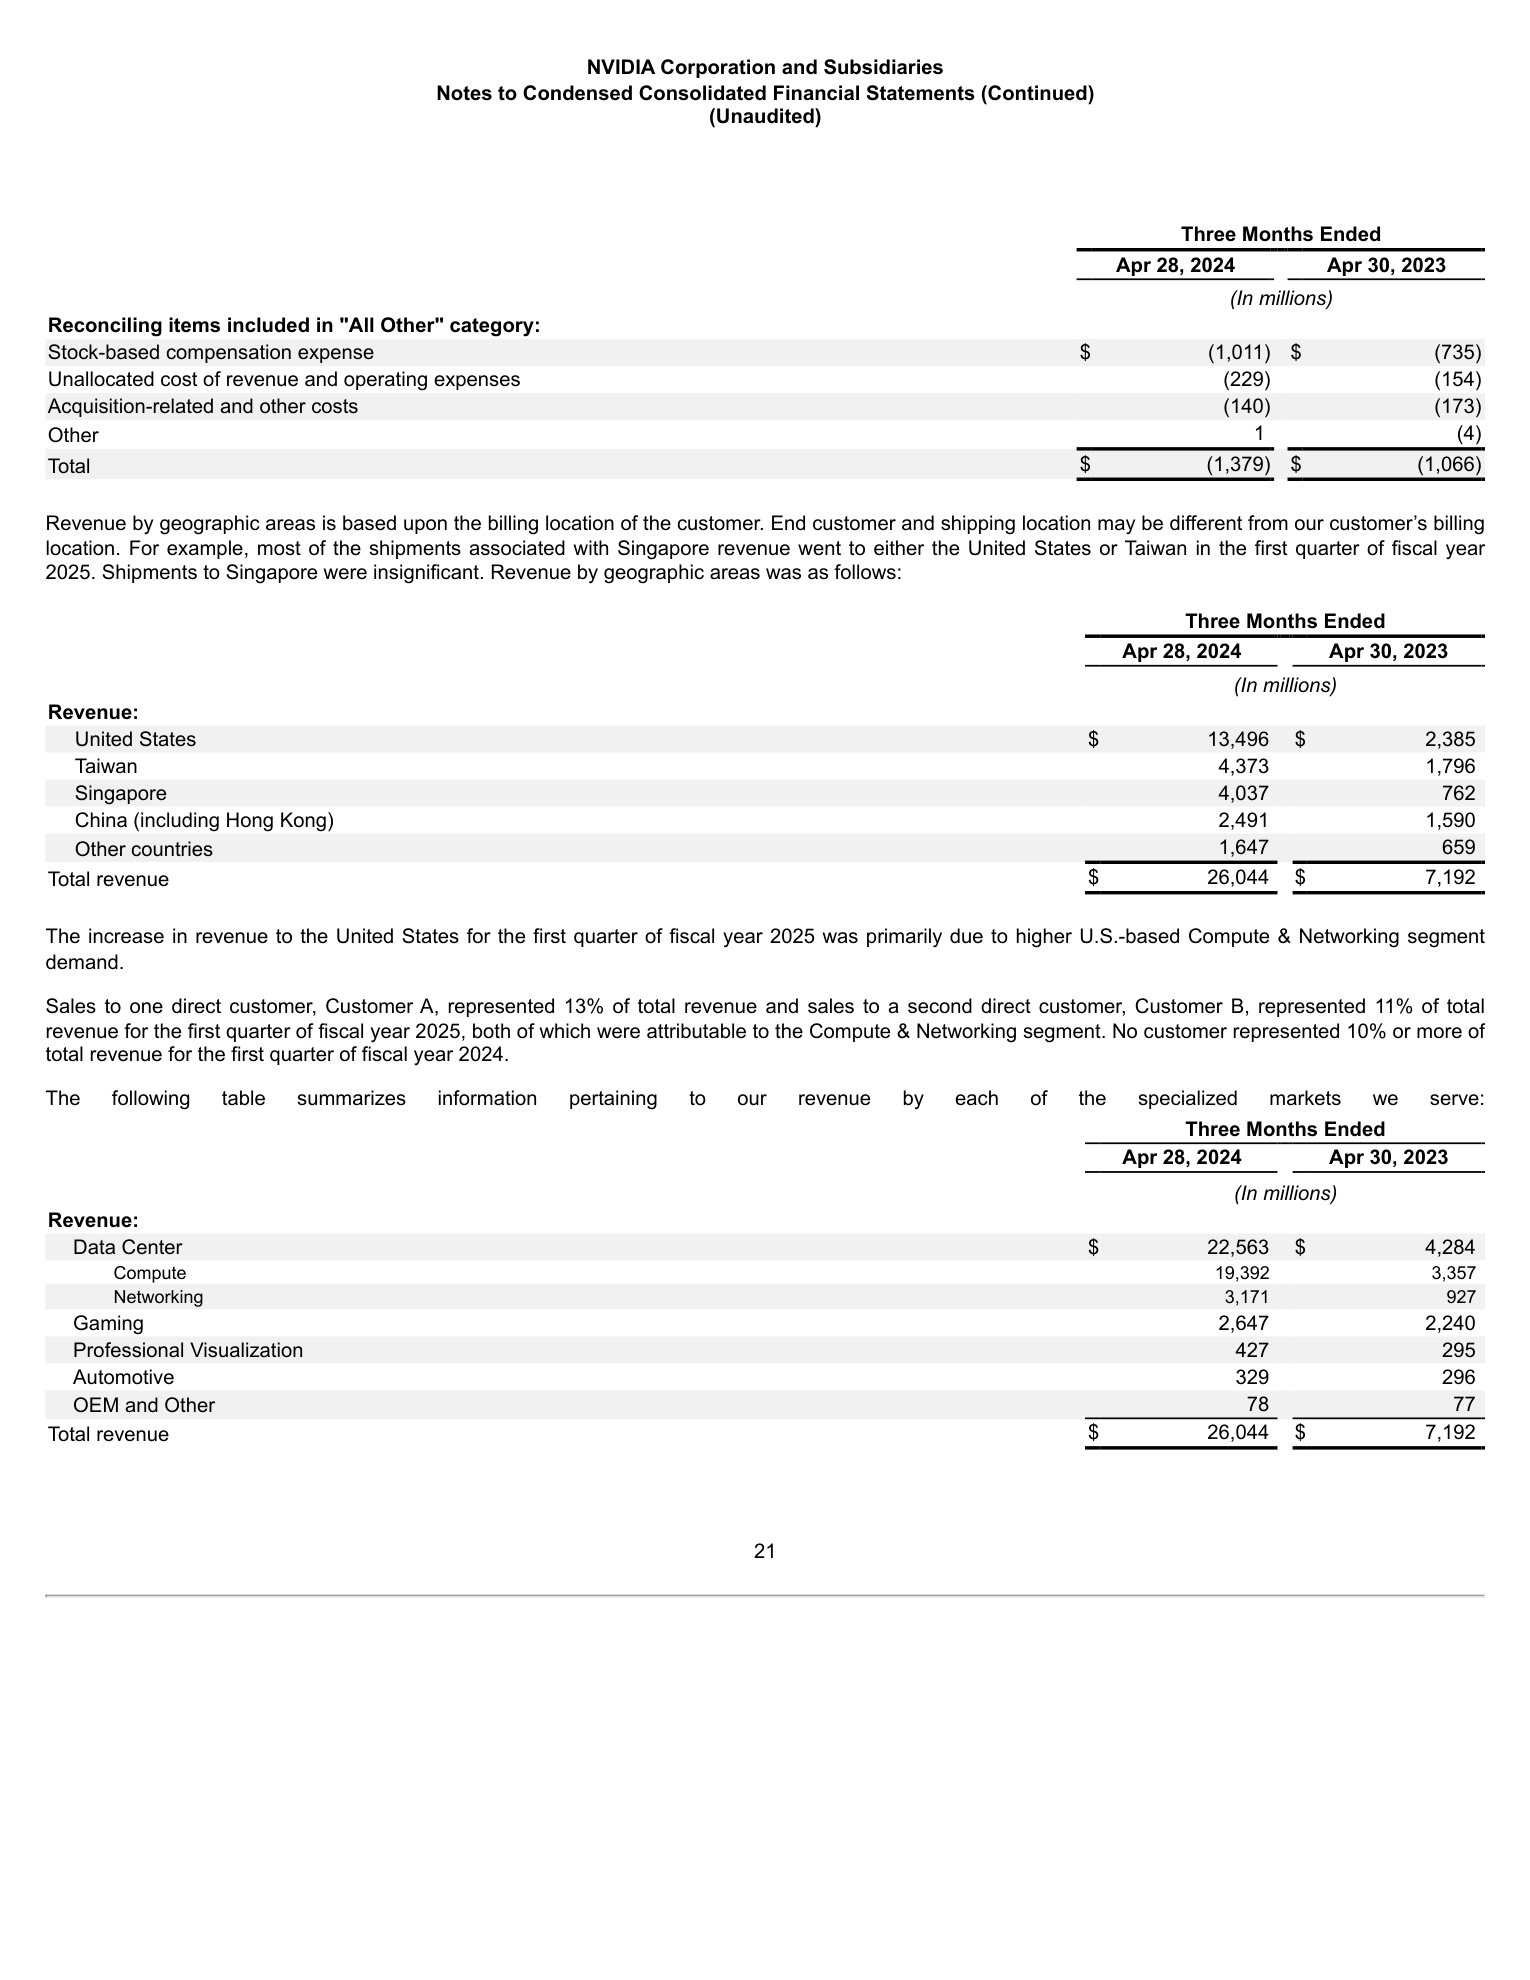 NVIDIA Corporation and Subsidiaries
Notes to Condensed Consolidated Financial Statements (Continued)
(Unaudited)
Three Months Ended
Apr 28, 2024 Apr 30, 2023
(In millions)
Reconciling items included in "All Other" category:
Stock-based compensation expense $ (1,011) $ (735)
Unallocated cost of revenue and operating expenses (229) (154)
Acquisition-related and other costs (140) (173)
Other 1 (4)
Total $ (1,379) $ (1,066)
Revenue by geographic areas is based upon the billing location of the customer. End customer and shipping location may be different from our customer’s billing
location. For example, most of the shipments associated with Singapore revenue went to either the United States or Taiwan in the first quarter of fiscal year
2025. Shipments to Singapore were insignificant. Revenue by geographic areas was as follows:
Three Months Ended
Apr 28, 2024 Apr 30, 2023
(In millions)
Revenue:
United States $ 13,496 $ 2,385
Taiwan 4,373 1,796
Singapore 4,037 762
China (including Hong Kong) 2,491 1,590
Other countries 1,647 659
Total revenue $ 26,044 $ 7,192
The increase in revenue to the United States for the first quarter of fiscal year 2025 was primarily due to higher U.S.-based Compute & Networking segment
demand.
Sales to one direct customer, Customer A, represented 13% of total revenue and sales to a second direct customer, Customer B, represented 11% of total
revenue for the first quarter of fiscal year 2025, both of which were attributable to the Compute & Networking segment. No customer represented 10% or more of
total revenue for the first quarter of fiscal year 2024.
The following table summarizes information pertaining to our revenue by each of the specialized markets we serve:
Three Months Ended
Apr 28, 2024 Apr 30, 2023
(In millions)
Revenue:
Data Center $ 22,563 $ 4,284
Compute 19,392 3,357
Networking 3,171 927
Gaming 2,647 2,240
Professional Visualization 427 295
Automotive 329 296
OEM and Other 78 77
Total revenue $ 26,044 $ 7,192
21